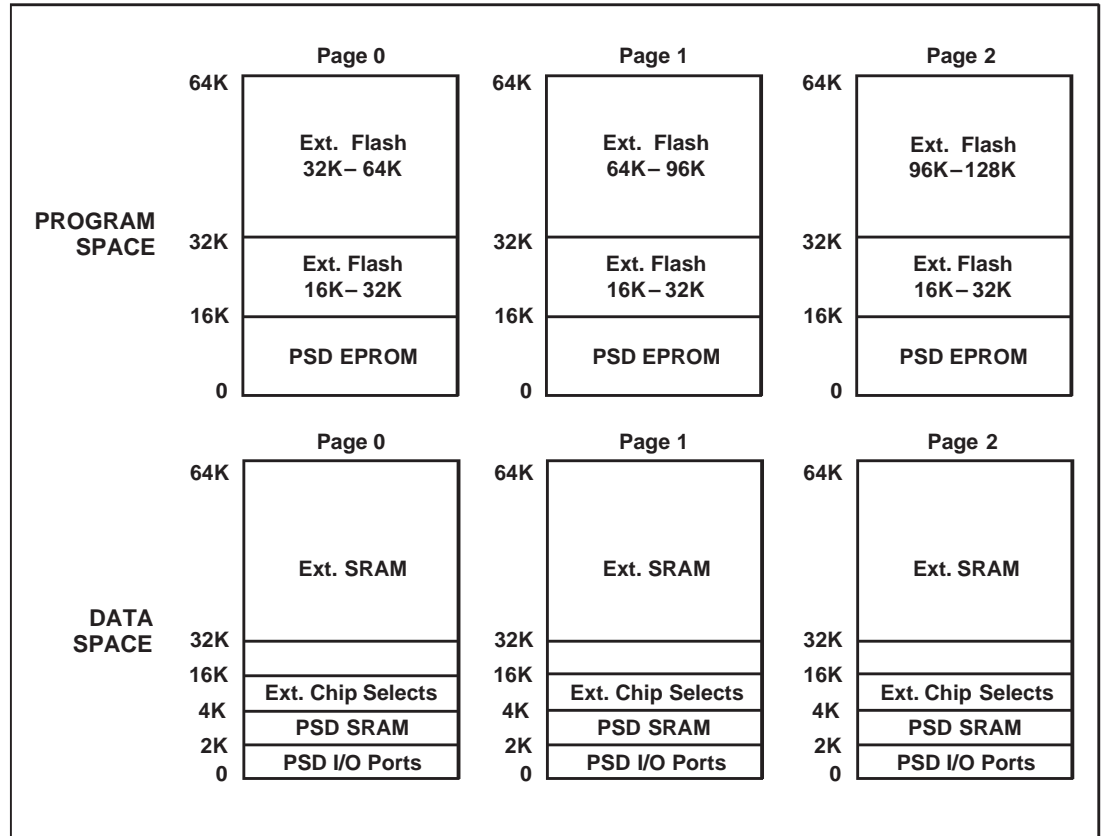 Page 0 Page 1 Page 2
64K 64K 64K
Ext. Flash Ext. Flash Ext. Flash
32K–64K 64K–96K 96K–128K
PROGRAM
SPACE
32K 32K 32K
Ext. Flash Ext. Flash Ext. Flash
16K–32K 16K–32K 16K–32K
16K 16K 16K
PSD EPROM PSD EPROM PSD EPROM
0 0 0
Page 0 Page 1 Page 2
64K 64K 64K
Ext. SRAM Ext. SRAM Ext. SRAM
DATA
SPACE
32K 32K 32K
16K 16K 16K
Ext. Chip Selects Ext. Chip Selects Ext. Chip Selects
4K 4K 4K
PSD SRAM PSD SRAM PSD SRAM
2K 2K 2K
PSD I/O Ports PSD I/O Ports PSD I/O Ports
0 0 0